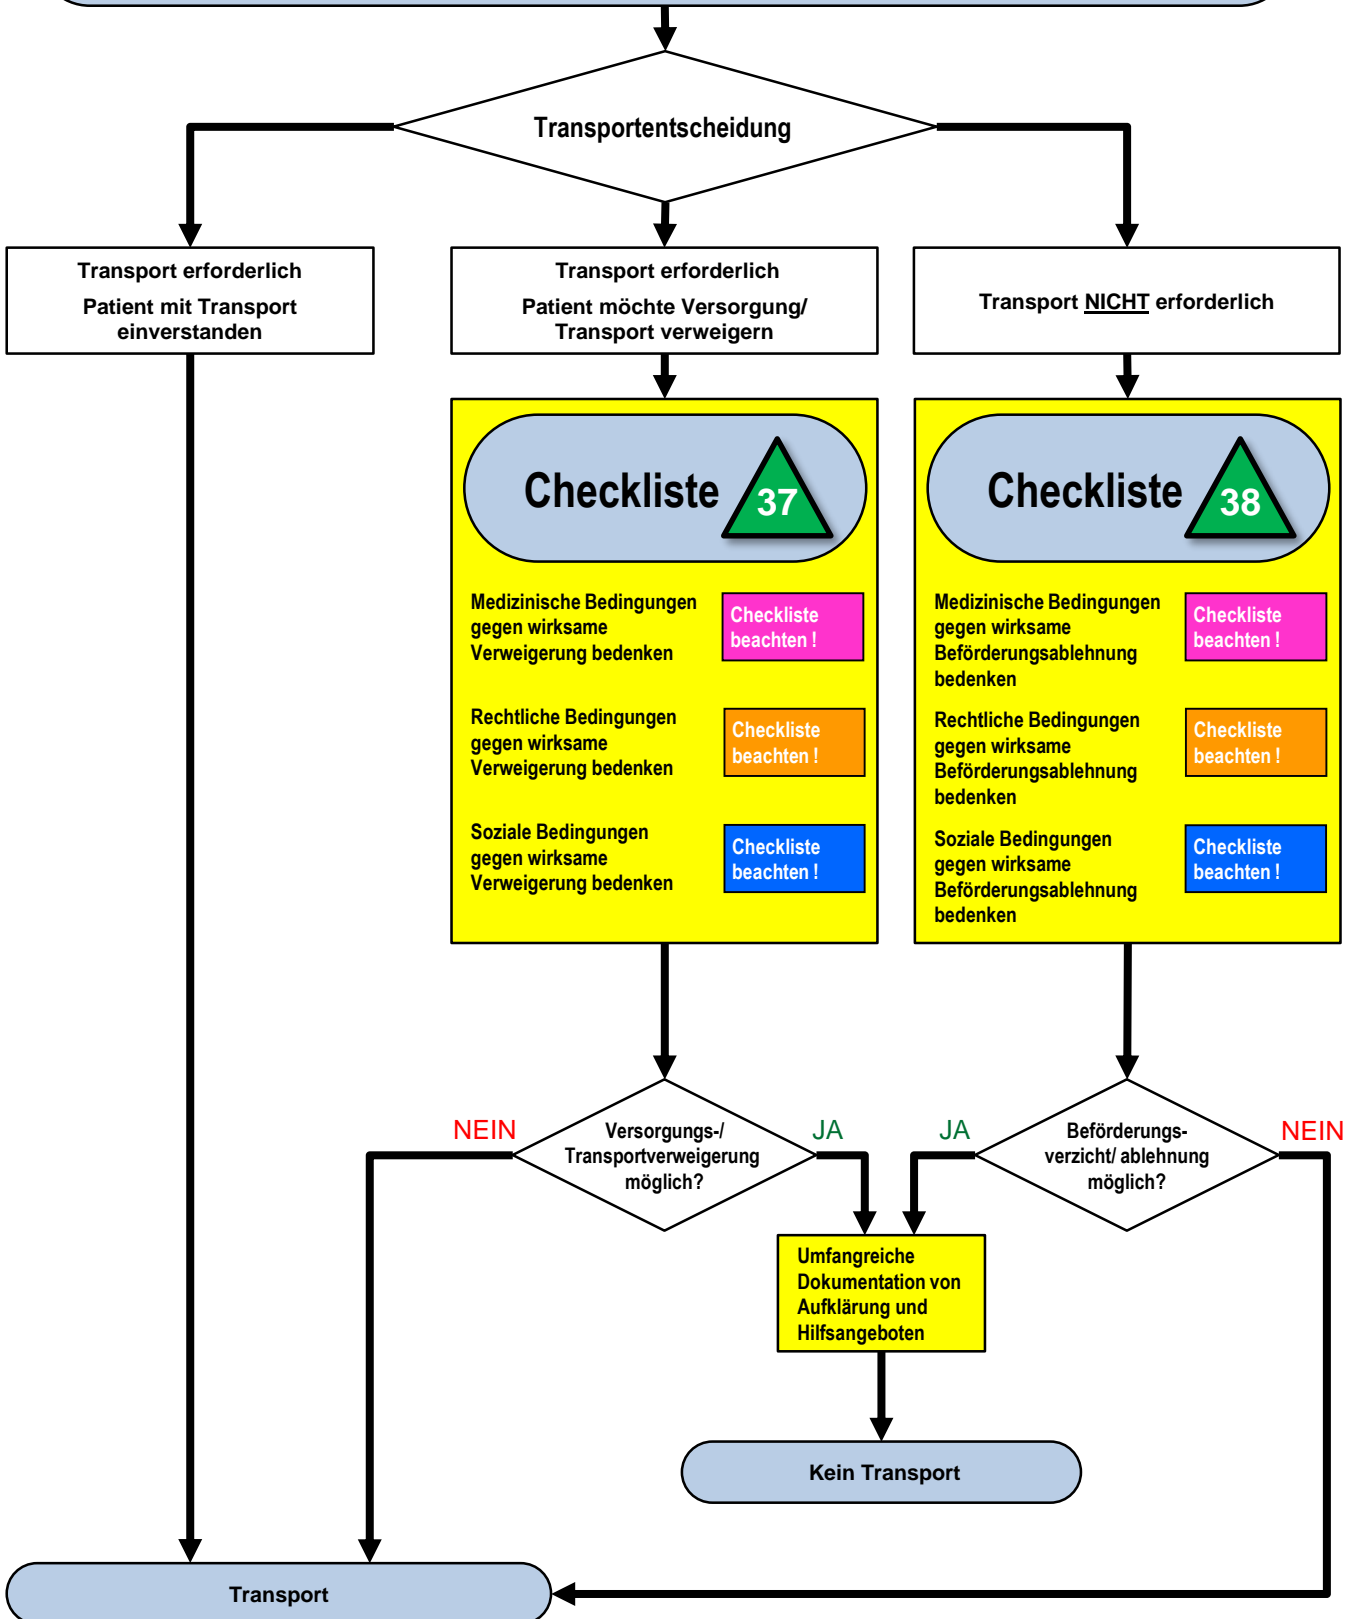 Transportentscheidung
Transport erforderlich
Patient mit Transport
einverstanden
Transport erforderlich
Patient möchte Versorgung/
Transport verweigern
Transport NICHT erforderlich
Checkliste 37
Medizinische Bedingungen
gegen wirksame
Verweigerung bedenken
Checkliste
beachten !
Rechtliche Bedingungen
gegen wirksame
Verweigerung bedenken
Checkliste
beachten !
Soziale Bedingungen
gegen wirksame
Verweigerung bedenken
Checkliste
beachten !
Checkliste 38
Medizinische Bedingungen
gegen wirksame
Beförderungsablehnung
bedenken
Checkliste
beachten !
Rechtliche Bedingungen
gegen wirksame
Beförderungsablehnung
bedenken
Checkliste
beachten !
Soziale Bedingungen
gegen wirksame
Beförderungsablehnung
bedenken
Checkliste
beachten !
NEIN
Versorgungs-/
Transportverweigerung
möglich?
JA
JA
Beförderungs-
verzicht/ ablehnung
möglich?
NEIN
Umfangreiche
Dokumentation von
Aufklärung und
Hilfsangeboten
Kein Transport
Transport